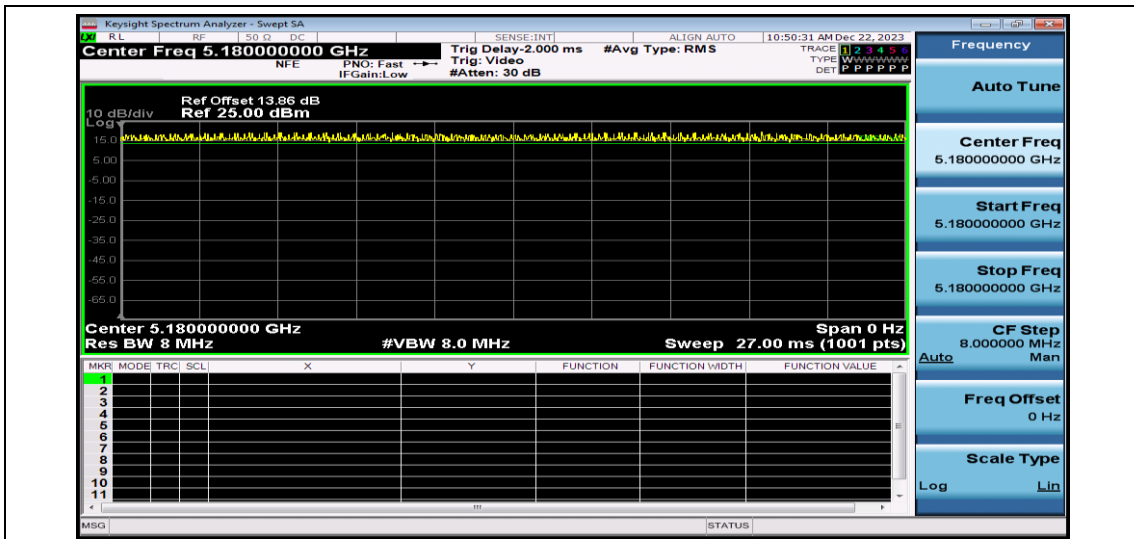 Keysight Spectrum Analyzer - Swept SA
LXI RL RF 50 Ω DC SENSE:INT ALIGN AUTO 10:50:31 AM Dec 22, 2023
Center Freq 5.180000000 GHz
NFE PNO: Fast
IFGain:Low
Trig Delay-2.000 ms
Trig: Video
#Atten: 30 dB
#Avg Type: RMS
TRACE 1 2 3 4 5 6
TYPE WWWWWW
DET P P P P P P
Ref Offset 13.86 dB
10 dB/div Ref 25.00 dBm
Log
15.0
5.00
-5.00
-15.0
-25.0
-35.0
-45.0
-55.0
-65.0
Center 5.180000000 GHz Span 0 Hz
Res BW 8 MHz #VBW 8.0 MHz Sweep 27.00 ms (1001 pts)
MKR MODE TRC SCL X Y FUNCTION FUNCTION WIDTH FUNCTION VALUE
1
2
3
4
5
6
7
8
9
10
11
MSG STATUS
Frequency
Auto Tune
Center Freq
5.180000000 GHz
Start Freq
5.180000000 GHz
Stop Freq
5.180000000 GHz
CF Step
8.000000 MHz
Auto Man
Freq Offset
0 Hz
Scale Type
Log Lin